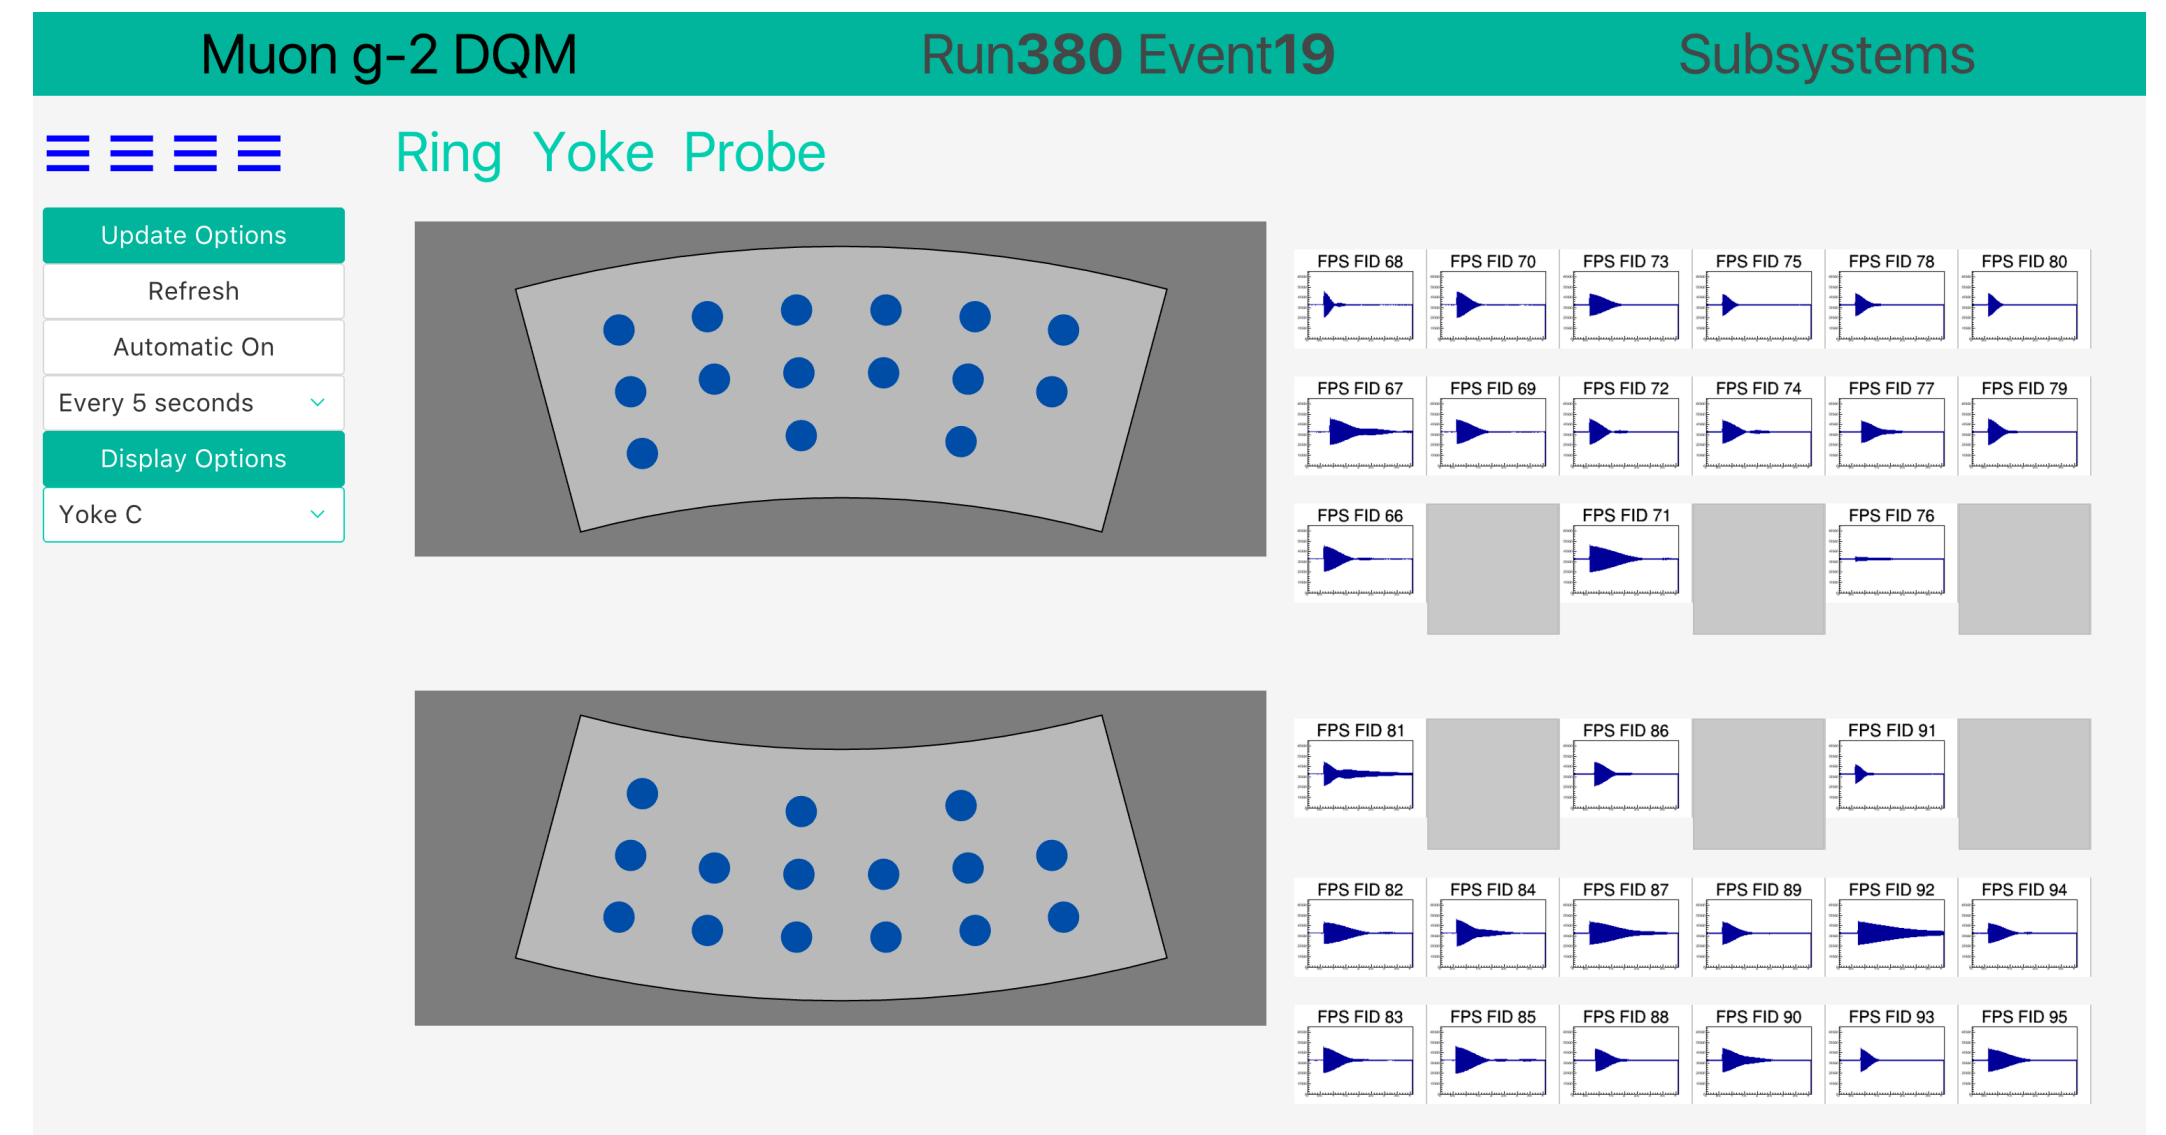 Muon g-2 DQM Run380 Event19 Subsystems
Ring Yoke Probe
Update Options
Refresh
Automatic On
Every 5 seconds
Display Options
Yoke C
FPS FID 68 FPS FID 70 FPS FID 73 FPS FID 75 FPS FID 78 FPS FID 80
FPS FID 67 FPS FID 69 FPS FID 72 FPS FID 74 FPS FID 77 FPS FID 79
FPS FID 66 FPS FID 71 FPS FID 76
FPS FID 81 FPS FID 86 FPS FID 91
FPS FID 82 FPS FID 84 FPS FID 87 FPS FID 89 FPS FID 92 FPS FID 94
FPS FID 83 FPS FID 85 FPS FID 88 FPS FID 90 FPS FID 93 FPS FID 95